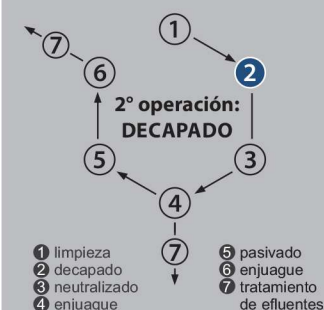 1
7
6
2
2° operación:
DECAPADO
5
3
4
7
1 limpieza
2 decapado
3 neutralizado
4 enjuague
5 pasivado
6 enjuague
7 tratamiento
de efluentes